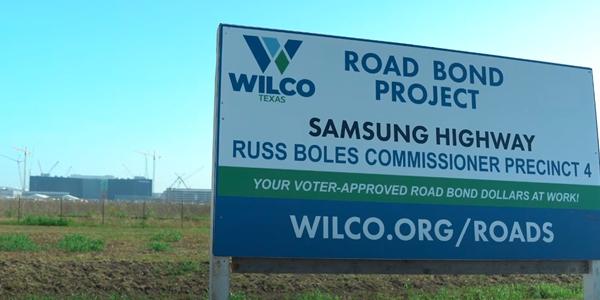 WILCO
TEXAS
ROAD BOND
PROJECT
SAMSUNG HIGHWAY
RUSS BOLES COMMISSIONER PRECINCT 4
YOUR VOTER-APPROVED ROAD BOND DOLLARS AT WORK!
WILCO.ORG/ROADS